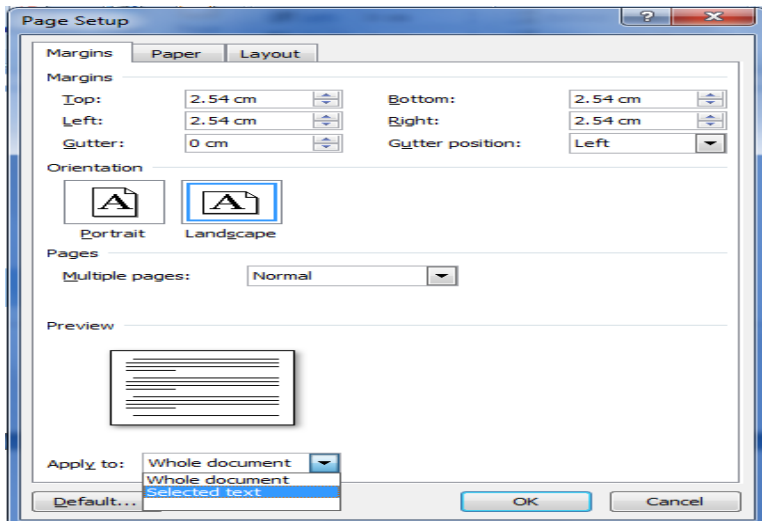 Page Setup
Margins Paper Layout
Margins
Top: 2.54 cm Bottom: 2.54 cm
Left: 2.54 cm Right: 2.54 cm
Gutter: 0 cm Gutter position: Left
Orientation
A A
Portrait Landscape
Pages
Multiple pages: Normal
Preview
Apply to: Whole document
Whole document
Selected text
Default... OK Cancel